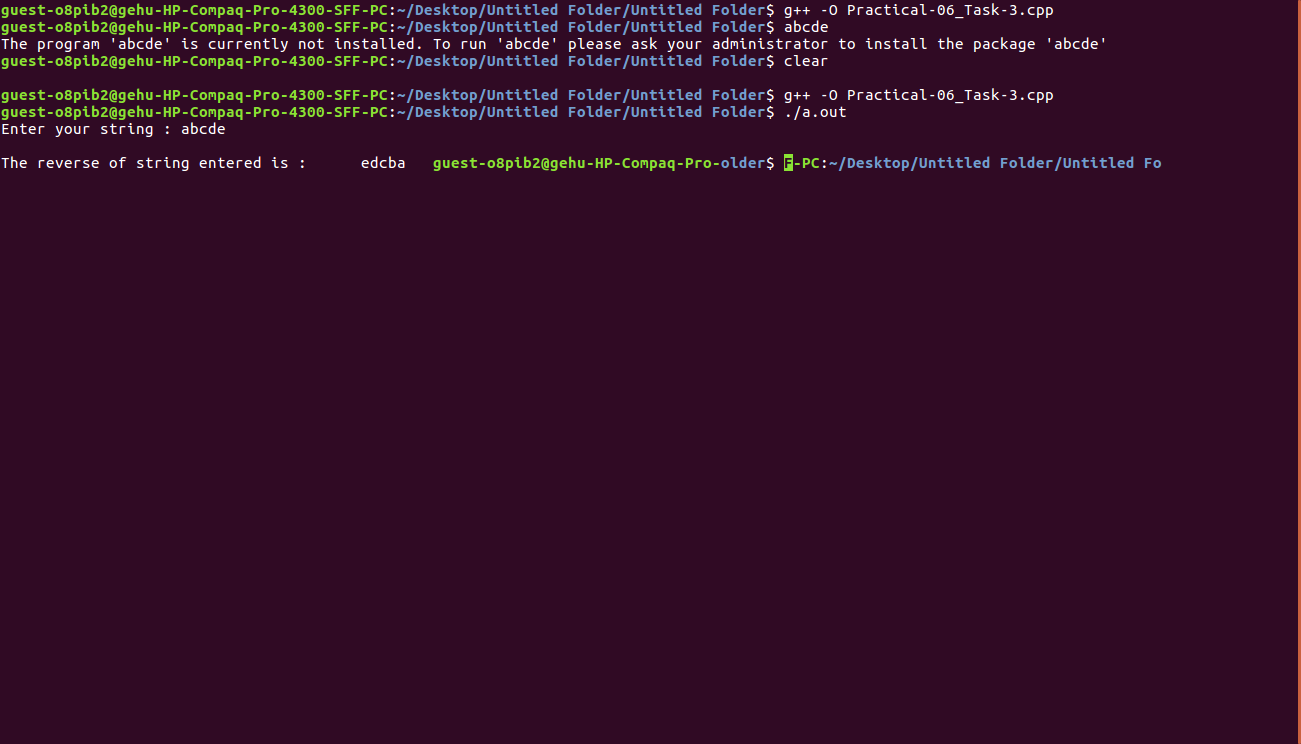 guest-o8pib2@gehu-HP-Compaq-Pro-4300-SFF-PC:~/Desktop/Untitled Folder/Untitled Folder$ g++ -O Practical-06_Task-3.cpp
guest-o8pib2@gehu-HP-Compaq-Pro-4300-SFF-PC:~/Desktop/Untitled Folder/Untitled Folder$ abcde
The program 'abcde' is currently not installed. To run 'abcde' please ask your administrator to install the package 'abcde'
guest-o8pib2@gehu-HP-Compaq-Pro-4300-SFF-PC:~/Desktop/Untitled Folder/Untitled Folder$ clear
guest-o8pib2@gehu-HP-Compaq-Pro-4300-SFF-PC:~/Desktop/Untitled Folder/Untitled Folder$ g++ -O Practical-06_Task-3.cpp
guest-o8pib2@gehu-HP-Compaq-Pro-4300-SFF-PC:~/Desktop/Untitled Folder/Untitled Folder$ ./a.out
Enter your string : abcde
The reverse of string entered is :      edcba   guest-o8pib2@gehu-HP-Compaq-Pro-older$ F-PC:~/Desktop/Untitled Folder/Untitled Fo